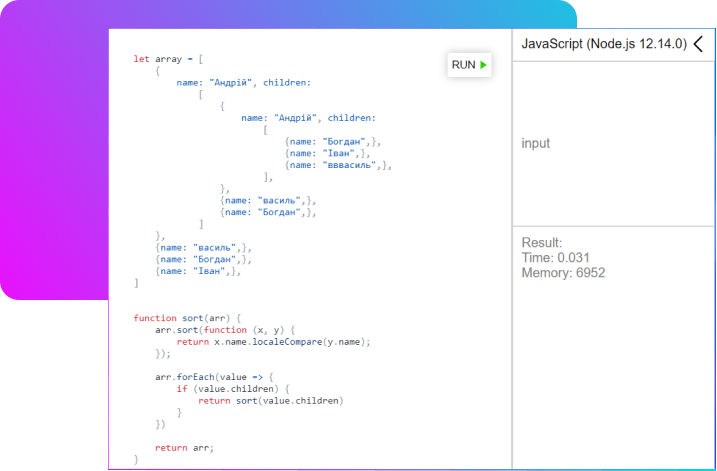 let array = [
{
name: "Андрій", children:
[
{
name: "Андрій", children:
[
{name: "Богдан",},
{name: "Іван",},
{name: "ввvасиль",},
],
},
{name: "василь",},
{name: "Богдан",},
]
},
{name: "василь",},
{name: "Богдан",},
{name: "Іван",},
]
function sort(arr) {
arr.sort(function (x, y) {
return x.name.localeCompare(y.name);
});
arr.forEach(value => {
if (value.children) {
return sort(value.children)
}
})
return arr;
}
RUN
JavaScript (Node.js 12.14.0)
input
Result:
Time: 0.031
Memory: 6952